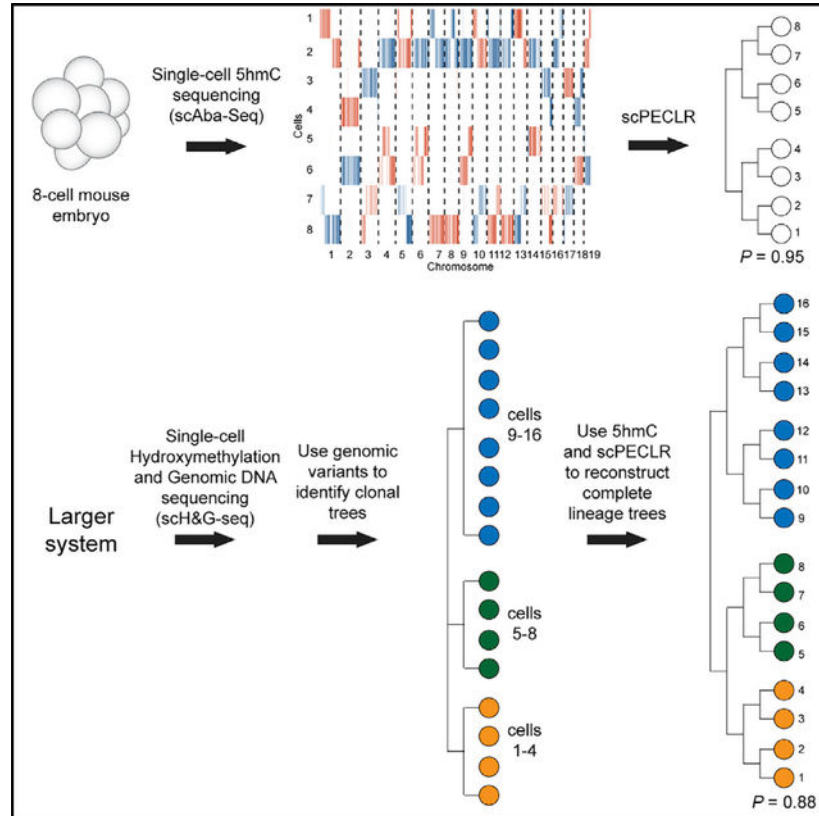 8-cell mouse
embryo
Single-cell 5hmC
sequencing
(scAba-Seq)
Cells
1
2
3
4
5
6
7
8
1 2 3 4 5 6 7 8 9 10 11 12 13 14 15 16 17 18 19
Chromosome
scPECLR
8
7
6
5
4
3
2
1
P = 0.95
Larger
system
Single-cell
Hydroxymethylation
and Genomic DNA
sequencing
(scH&G-seq)
Use genomic
variants to
identify clonal
trees
cells
9-16
cells
5-8
cells
1-4
Use 5hmC
and scPECLR
to reconstruct
complete
lineage trees
16
15
14
13
12
11
10
9
8
7
6
5
4
3
2
1
P = 0.88